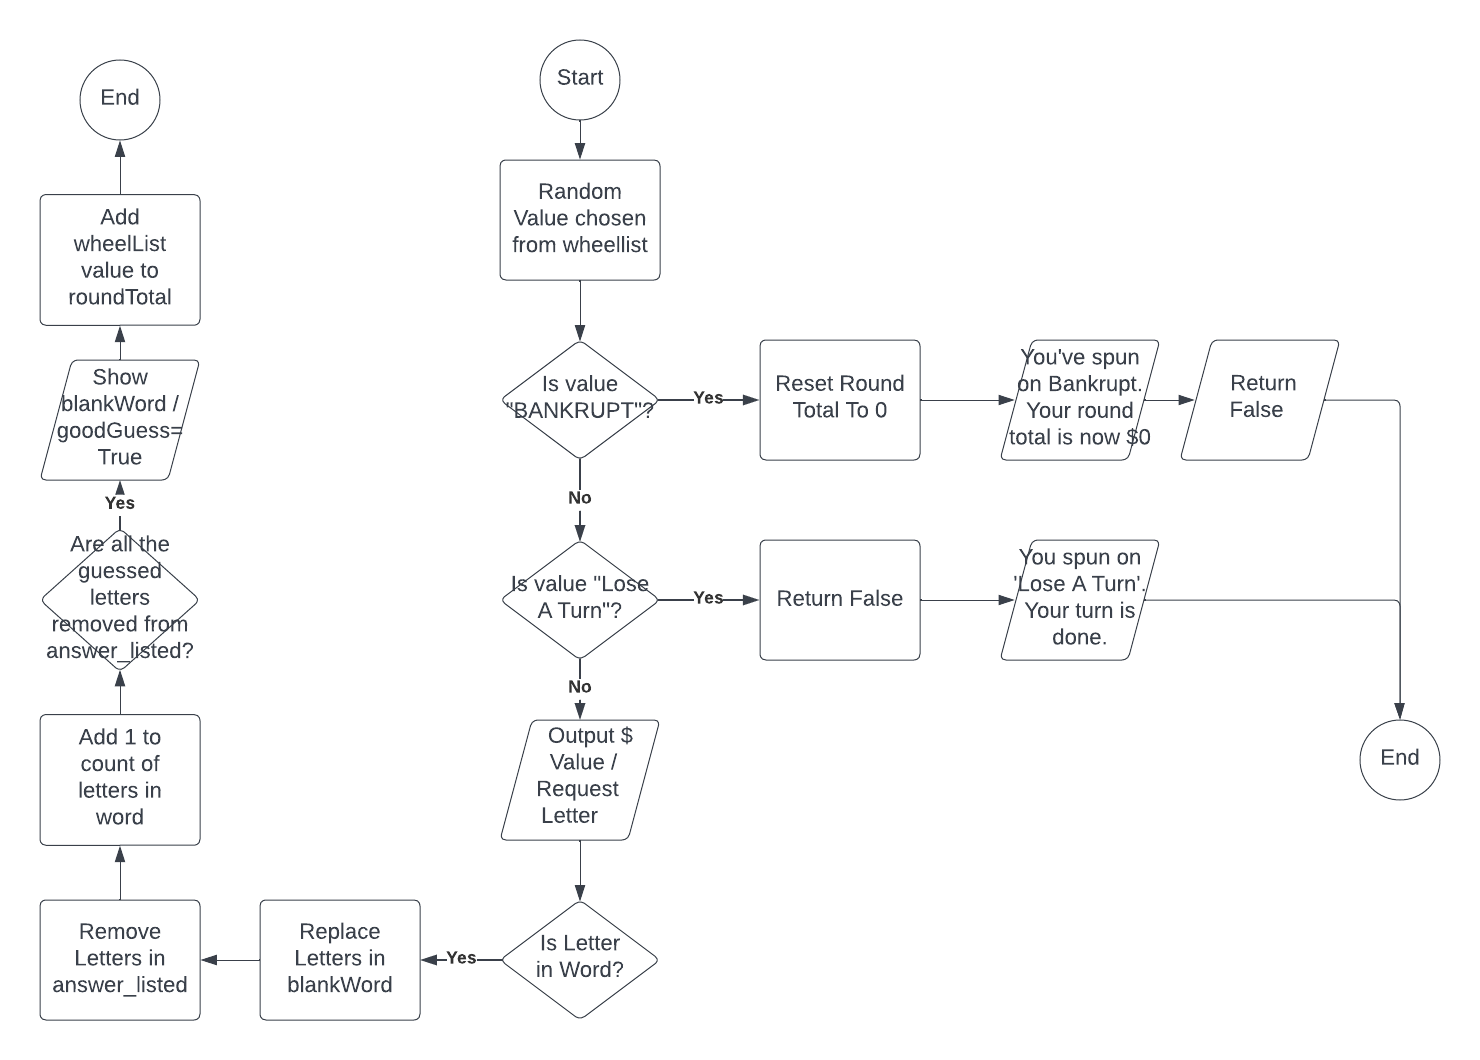 Start
Random
Value chosen
from wheellist
Is value
"BANKRUPT"?
Yes
Reset Round
Total To 0
You've spun
on Bankrupt.
Your round
total is now $0
Return
False
No
Is value "Lose
A Turn"?
Yes
Return False
You spun on
'Lose A Turn'.
Your turn is
done.
End
No
Output $
Value /
Request
Letter
Is Letter
in Word?
Yes
Replace
Letters in
blankWord
Remove
Letters in
answer_listed
Add 1 to
count of
letters in
word
Are all the
guessed
letters
removed from
answer_listed?
Yes
Show
blankWord /
goodGuess=
True
Add
wheelList
value to
roundTotal
End